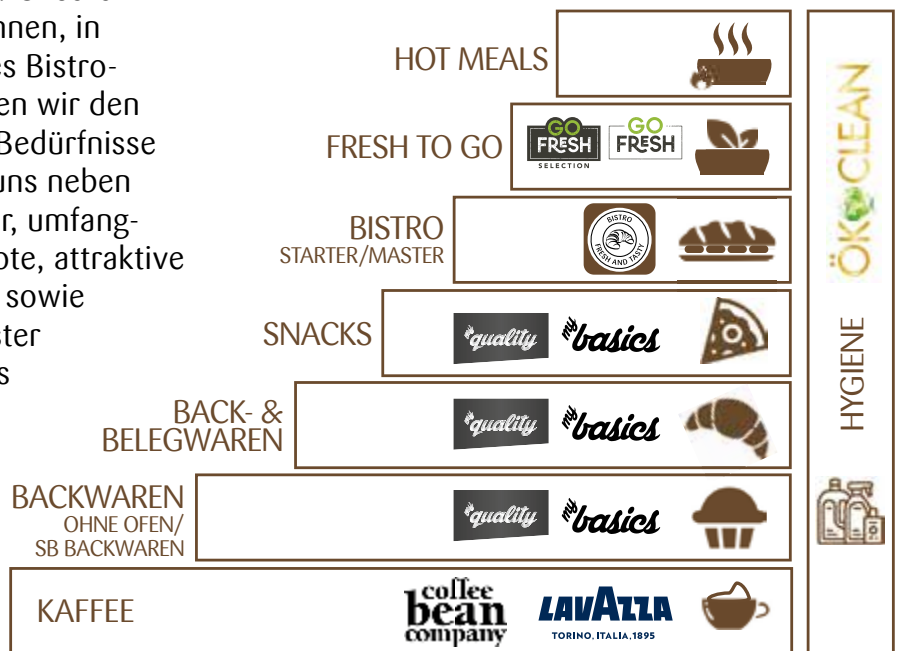 nnen, in
es Bistro-
en wir den
Bedürfnisse
uns neben
r, umfang-
ote, attraktive
sowie
ter
s
HOT MEALS
FRESH TO GO
GO
FRESH
SELECTION
GO
FRESH
BISTRO
STARTER/MASTER
BISTRO
FRESH AND TASTY
SNACKS
quality
my basics
BACK- &
BELEGWAREN
quality
my basics
BACKWAREN
OHNE OFEN/
SB BACKWAREN
quality
my basics
KAFFEE
coffee
bean
company
LAVAZZA
TORINO, ITALIA, 1895
ÖKOCLEAN
HYGIENE